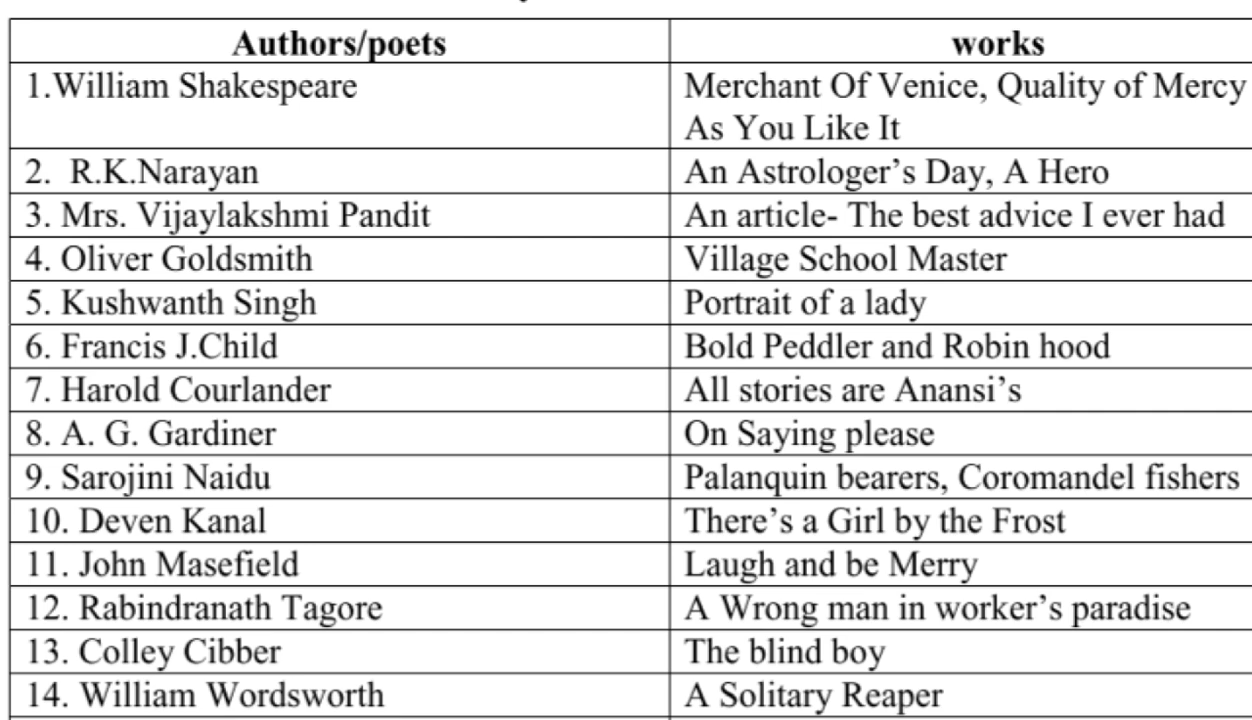 Authors/poets works
1.William Shakespeare Merchant Of Venice, Quality of Mercy
As You Like It
2. R.K.Narayan An Astrologer’s Day, A Hero
3. Mrs. Vijaylakshmi Pandit An article- The best advice I ever had
4. Oliver Goldsmith Village School Master
5. Kushwanth Singh Portrait of a lady
6. Francis J.Child Bold Peddler and Robin hood
7. Harold Courlander All stories are Anansi’s
8. A. G. Gardiner On Saying please
9. Sarojini Naidu Palanquin bearers, Coromandel fishers
10. Deven Kanal There’s a Girl by the Frost
11. John Masefield Laugh and be Merry
12. Rabindranath Tagore A Wrong man in worker’s paradise
13. Colley Cibber The blind boy
14. William Wordsworth A Solitary Reaper